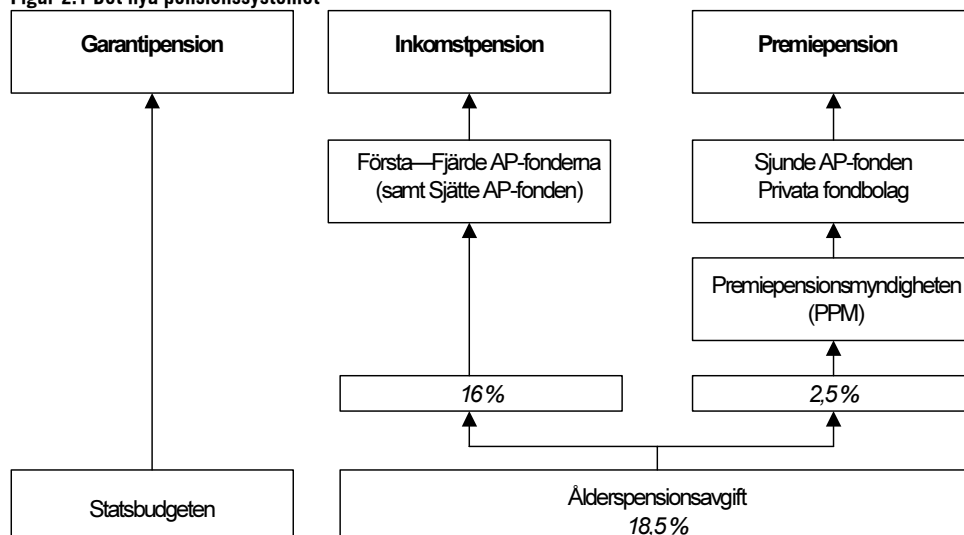 Figur 2.1 Det nya pensionssystemet
Garantipension
Inkomstpension
Premiepension
Första—Fjärde AP-fonderna
(samt Sjätte AP-fonden)
Sjunde AP-fonden
Privata fondbolag
Premiepensionsmyndigheten
(PPM)
16%
2,5%
Statsbudgeten
Ålderspensionsavgift
18,5%